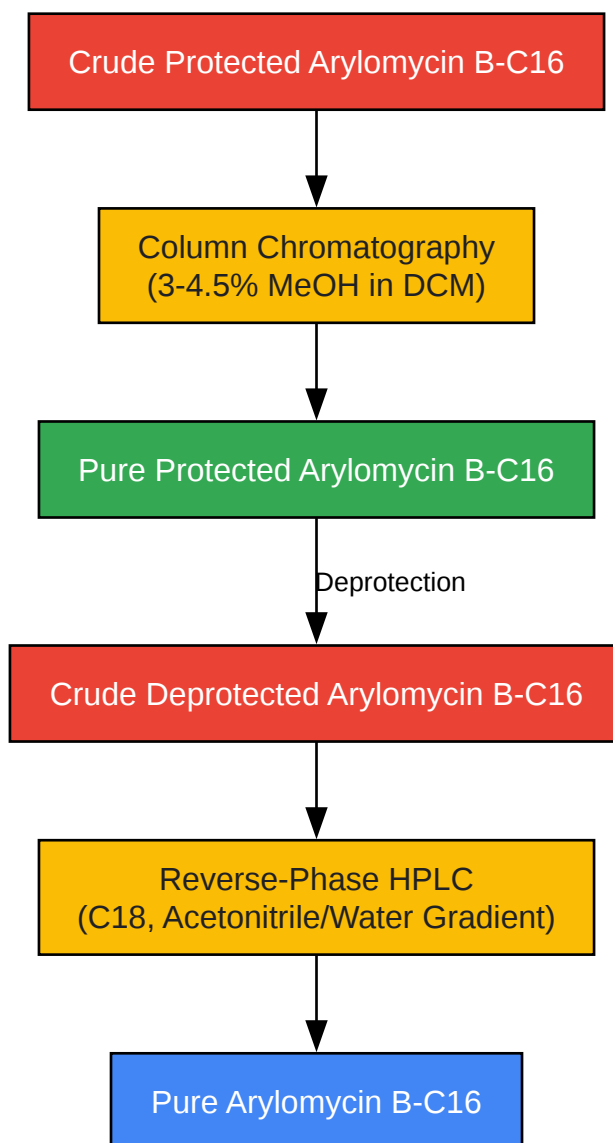 Crude Protected Arylomycin B-C16
Column Chromatography
(3-4.5% MeOH in DCM)
Pure Protected Arylomycin B-C16
Deprotection
Crude Deprotected Arylomycin B-C16
Reverse-Phase HPLC
(C18, Acetonitrile/Water Gradient)
Pure Arylomycin B-C16